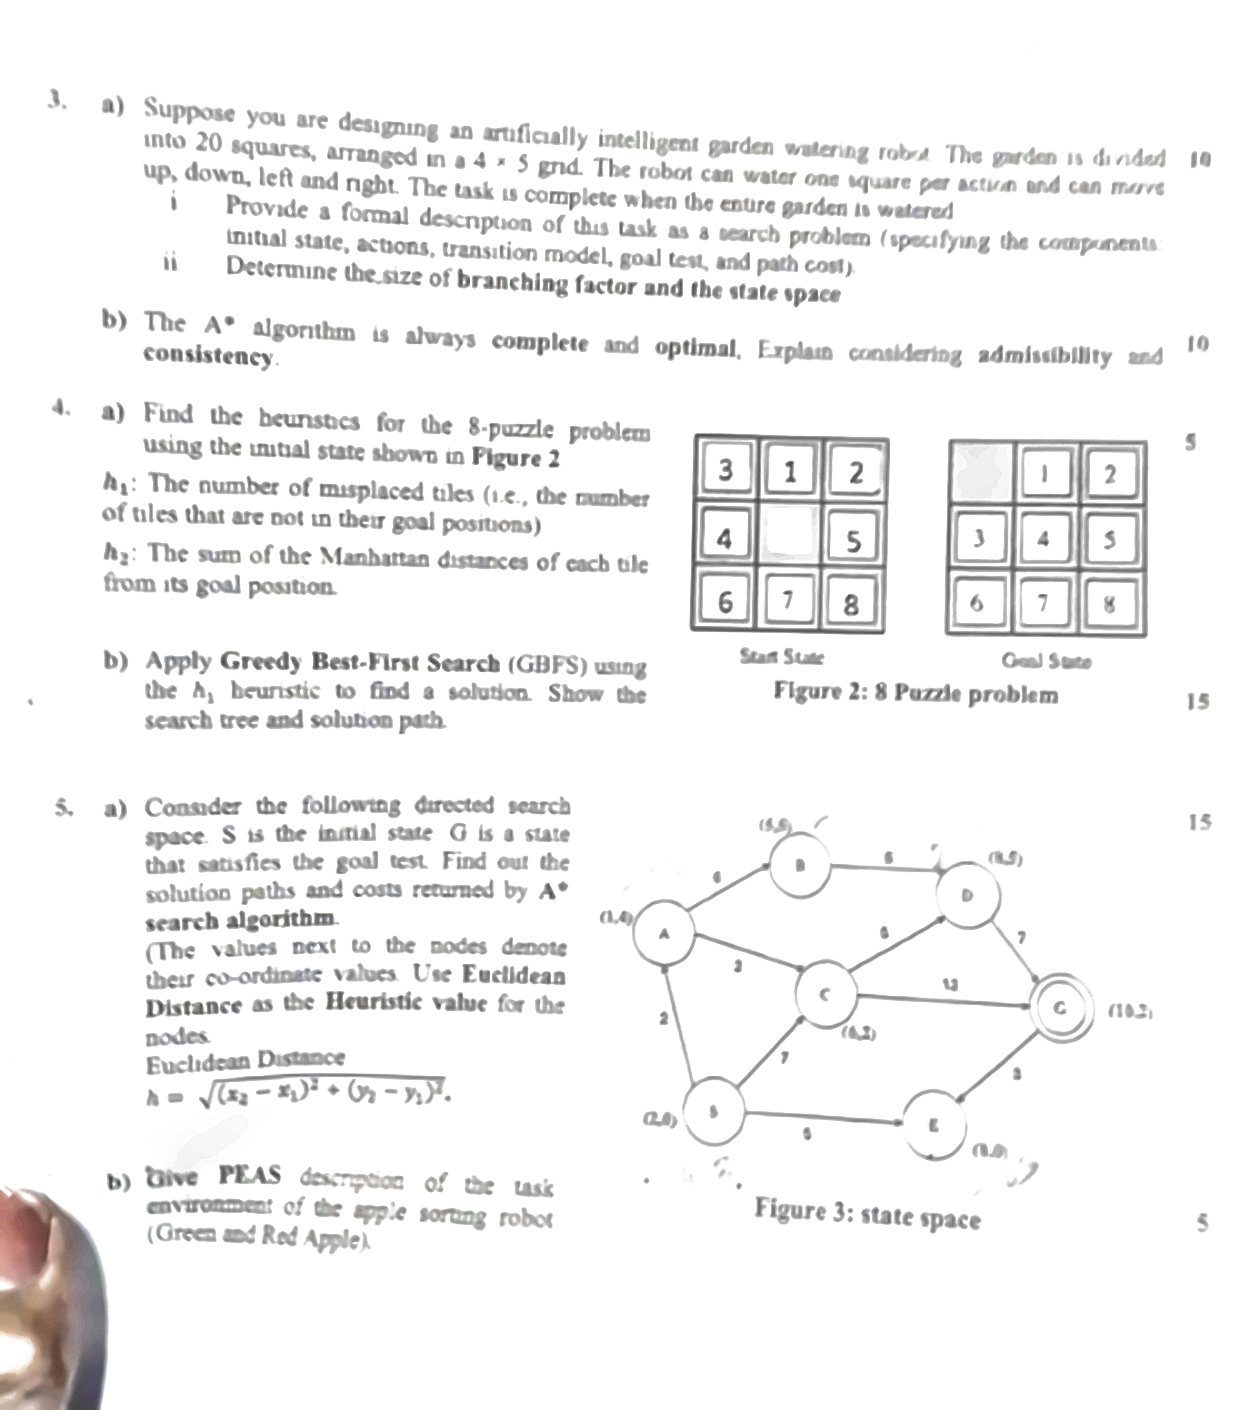 3. a) Suppose you are designing an artificially intelligent garden watering robot. The garden is divided 10
into 20 squares, arranged in a 4 × 5 grid. The robot can water one square per action and can move
up, down, left and right. The task is complete when the entire garden is watered
i Provide a formal description of this task as a search problem (specifying the components
initial state, actions, transition model, goal test, and path cost).
ii Determine the size of branching factor and the state space
b) The A* algorithm is always complete and optimal, Explain considering admissibility and 10
consistency.
4. a) Find the heuristics for the 8-puzzle problem 5
using the initial state shown in Figure 2
h₁: The number of misplaced tiles (i.e., the number
of tiles that are not in their goal positions)
h₂: The sum of the Manhattan distances of each tile
from its goal position.
3 1 2
4 5
6 7 8
Start State
1 2
3 4 5
6 7 8
Goal State
Figure 2: 8 Puzzle problem
b) Apply Greedy Best-First Search (GBFS) using 15
the h₁ heuristic to find a solution. Show the
search tree and solution path.
5. a) Consider the following directed search 15
space. S is the initial state G is a state
that satisfies the goal test. Find out the
solution paths and costs returned by A*
search algorithm.
(The values next to the nodes denote
their co-ordinate values. Use Euclidean
Distance as the Heuristic value for the
nodes.
Euclidean Distance
h = √(x₂ − x₁)² + (y₂ − y₁)².
B
(8,5)
D
(1,4)
A
7
C
G
(10,2)
2
7
(2,0)
S
E
(8,0)
Figure 3: state space
b) Give PEAS description of the task
environment of the apple sorting robot 5
(Green and Red Apple).